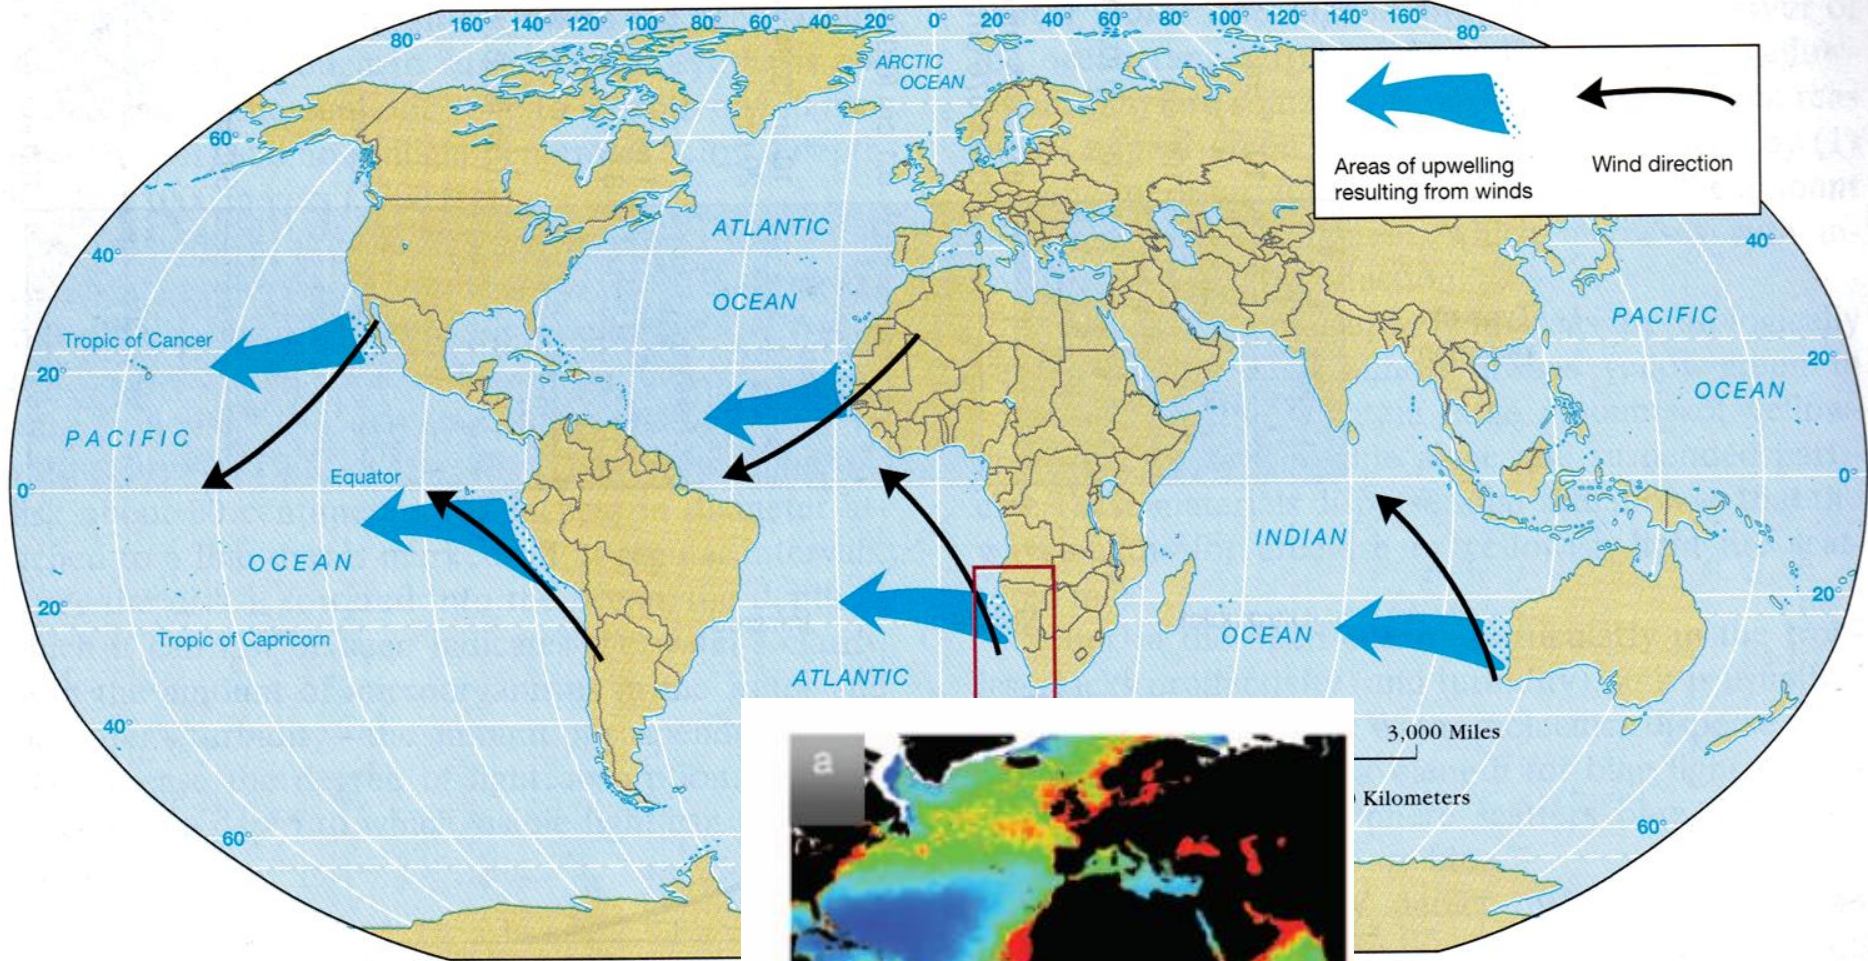 160° 140° 120° 100° 80° 60° 40° 20° 0° 20° 40° 60° 80° 100° 120° 140° 160°
80° 80°
ARCTIC
OCEAN
Areas of upwelling
resulting from winds
Wind direction
60°
ATLANTIC
40° 40°
OCEAN
PACIFIC
Tropic of Cancer
20° 20°
OCEAN
PACIFIC
Equator
0° 0°
OCEAN
INDIAN
20° 20°
Tropic of Capricorn
OCEAN
ATLANTIC
40°
3,000 Miles
a
Kilometers
60° 60°